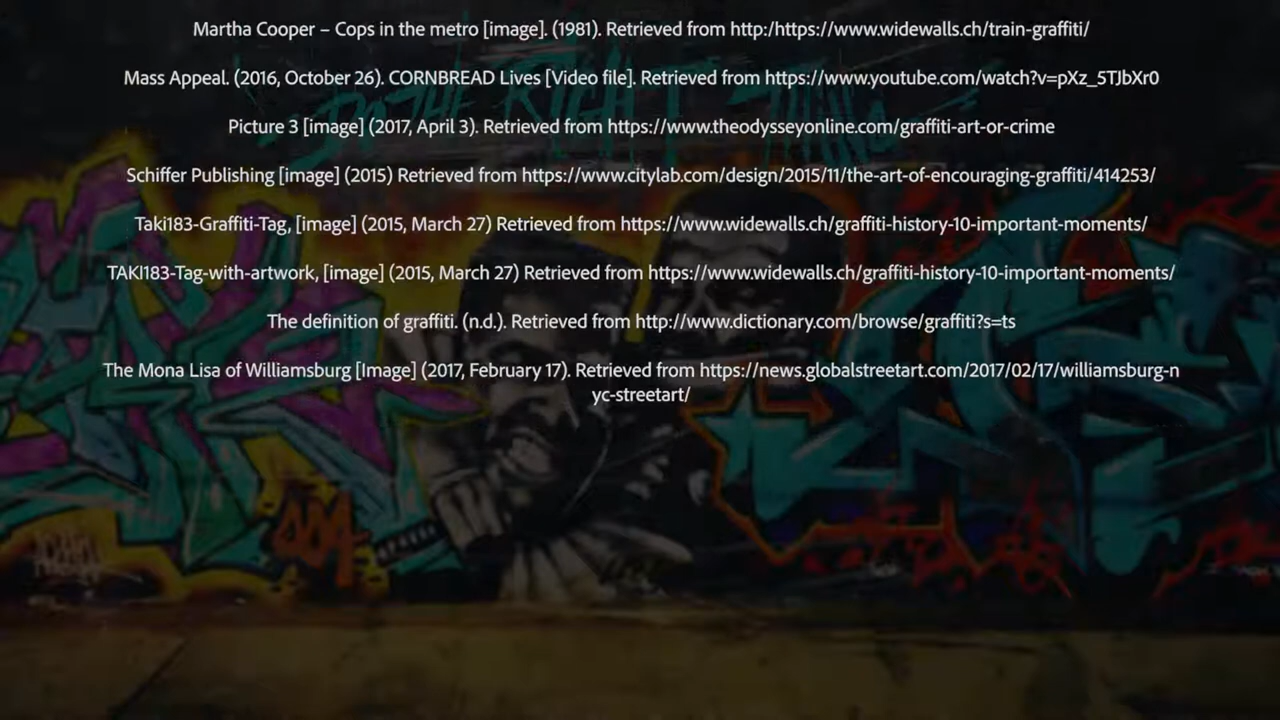 Martha Cooper – Cops in the metro [image]. (1981). Retrieved from http:/https://www.widewalls.ch/train-graffiti/
Mass Appeal. (2016, October 26). CORNBREAD Lives [Video file]. Retrieved from https://www.youtube.com/watch?v=pXz_5TJbXr0
Picture 3 [image] (2017, April 3). Retrieved from https://www.theodysseyonline.com/graffiti-art-or-crime
Schiffer Publishing [image] (2015) Retrieved from https://www.citylab.com/design/2015/11/the-art-of-encouraging-graffiti/414253/
Taki183-Graffiti-Tag, [image] (2015, March 27) Retrieved from https://www.widewalls.ch/graffiti-history-10-important-moments/
TAKI183-Tag-with-artwork, [image] (2015, March 27) Retrieved from https://www.widewalls.ch/graffiti-history-10-important-moments/
The definition of graffiti. (n.d.). Retrieved from http://www.dictionary.com/browse/graffiti?s=ts
The Mona Lisa of Williamsburg [Image] (2017, February 17). Retrieved from https://news.globalstreetart.com/2017/02/17/williamsburg-n
yc-streetart/
DO THE RIGHT THING